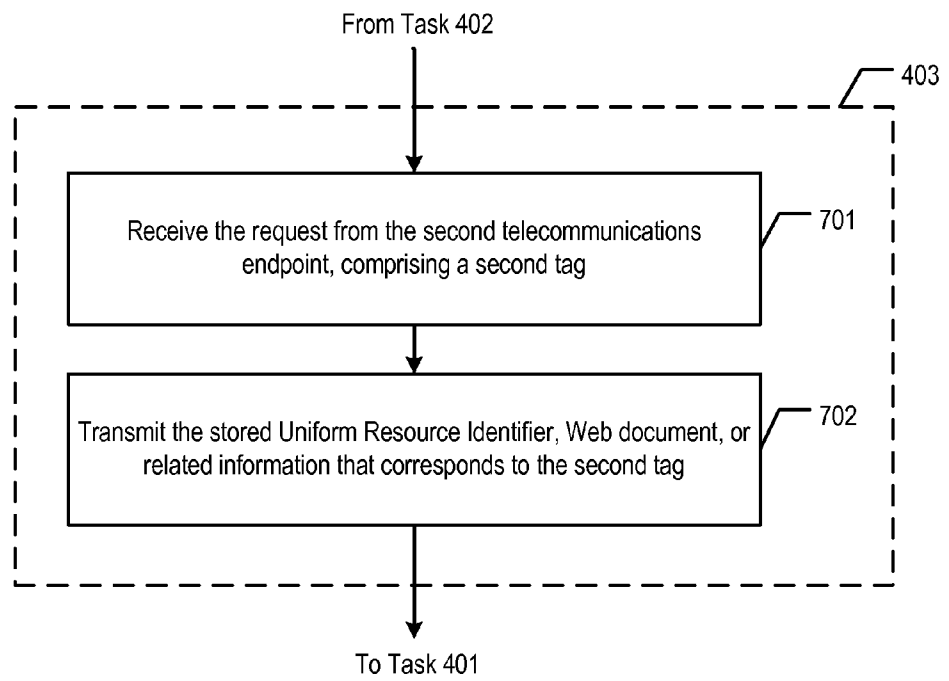 From Task 402
403
Receive the request from the second telecommunications
endpoint, comprising a second tag
701
Transmit the stored Uniform Resource Identifier, Web document, or
related information that corresponds to the second tag
702
To Task 401